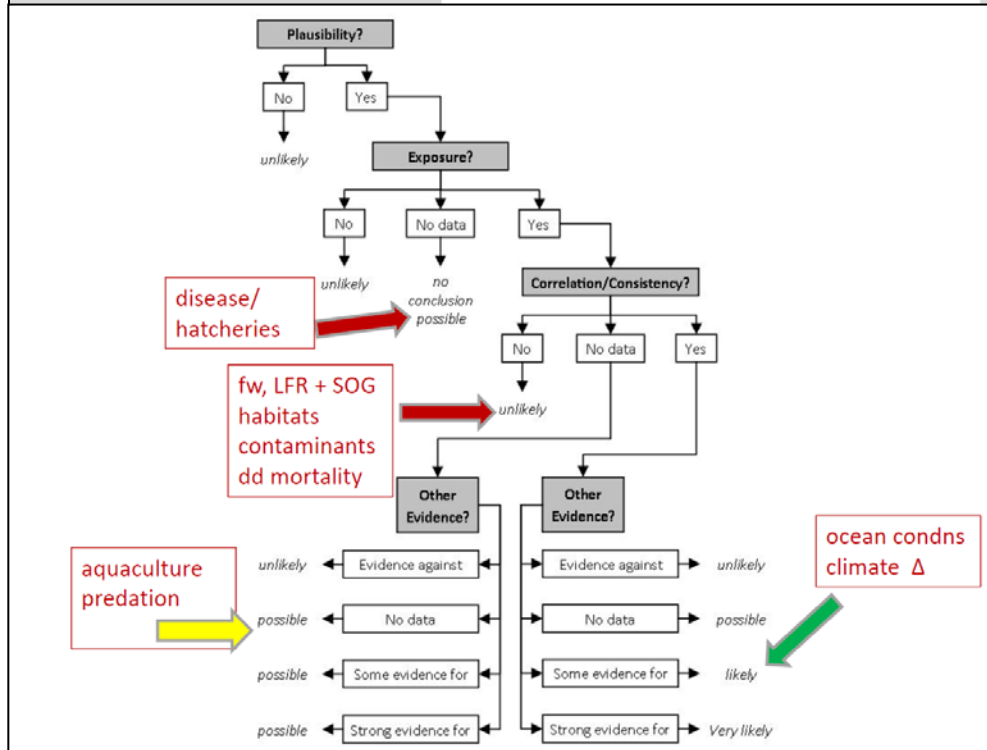 Plausibility?
No
Yes
unlikely
Exposure?
No
No data
Yes
unlikely
no
conclusion
possible
disease/
hatcheries
Correlation/Consistency?
No
No data
Yes
unlikely
fw, LFR + SOG
habitats
contaminants
dd mortality
Other
Evidence?
Other
Evidence?
ocean condns
climate Δ
aquaculture
predation
unlikely
Evidence against
Evidence against
unlikely
possible
No data
No data
possible
possible
Some evidence for
Some evidence for
likely
possible
Strong evidence for
Strong evidence for
Very likely